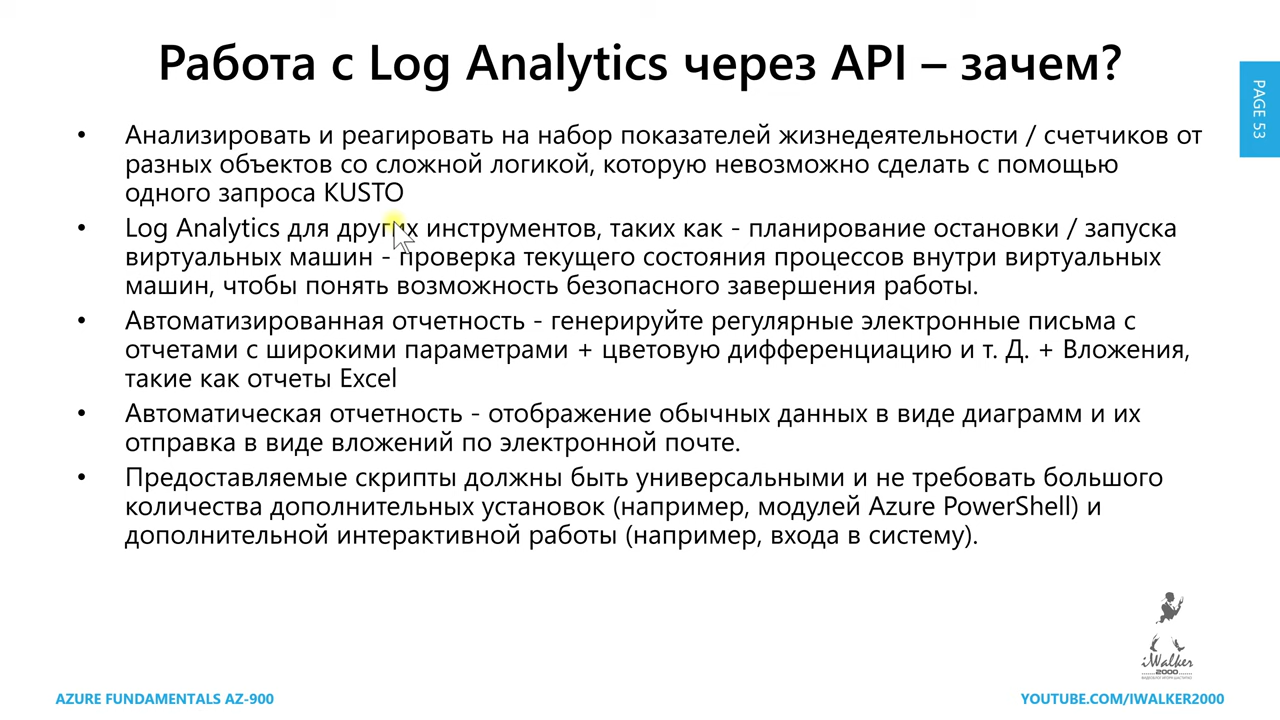 Работа с Log Analytics через API – зачем?
PAGE 53
• Анализировать и реагировать на набор показателей жизнедеятельности / счетчиков от
разных объектов со сложной логикой, которую невозможно сделать с помощью
одного запроса KUSTO
• Log Analytics для других инструментов, таких как - планирование остановки / запуска
виртуальных машин - проверка текущего состояния процессов внутри виртуальных
машин, чтобы понять возможность безопасного завершения работы.
• Автоматизированная отчетность - генерируйте регулярные электронные письма с
отчетами с широкими параметрами + цветовую дифференциацию и т. Д. + Вложения,
такие как отчеты Excel
• Автоматическая отчетность - отображение обычных данных в виде диаграмм и их
отправка в виде вложений по электронной почте.
• Предоставляемые скрипты должны быть универсальными и не требовать большого
количества дополнительных установок (например, модулей Azure PowerShell) и
дополнительной интерактивной работы (например, входа в систему).
iWalker
2000
AZURE FUNDAMENTALS AZ-900
YOUTUBE.COM/IWALKER2000